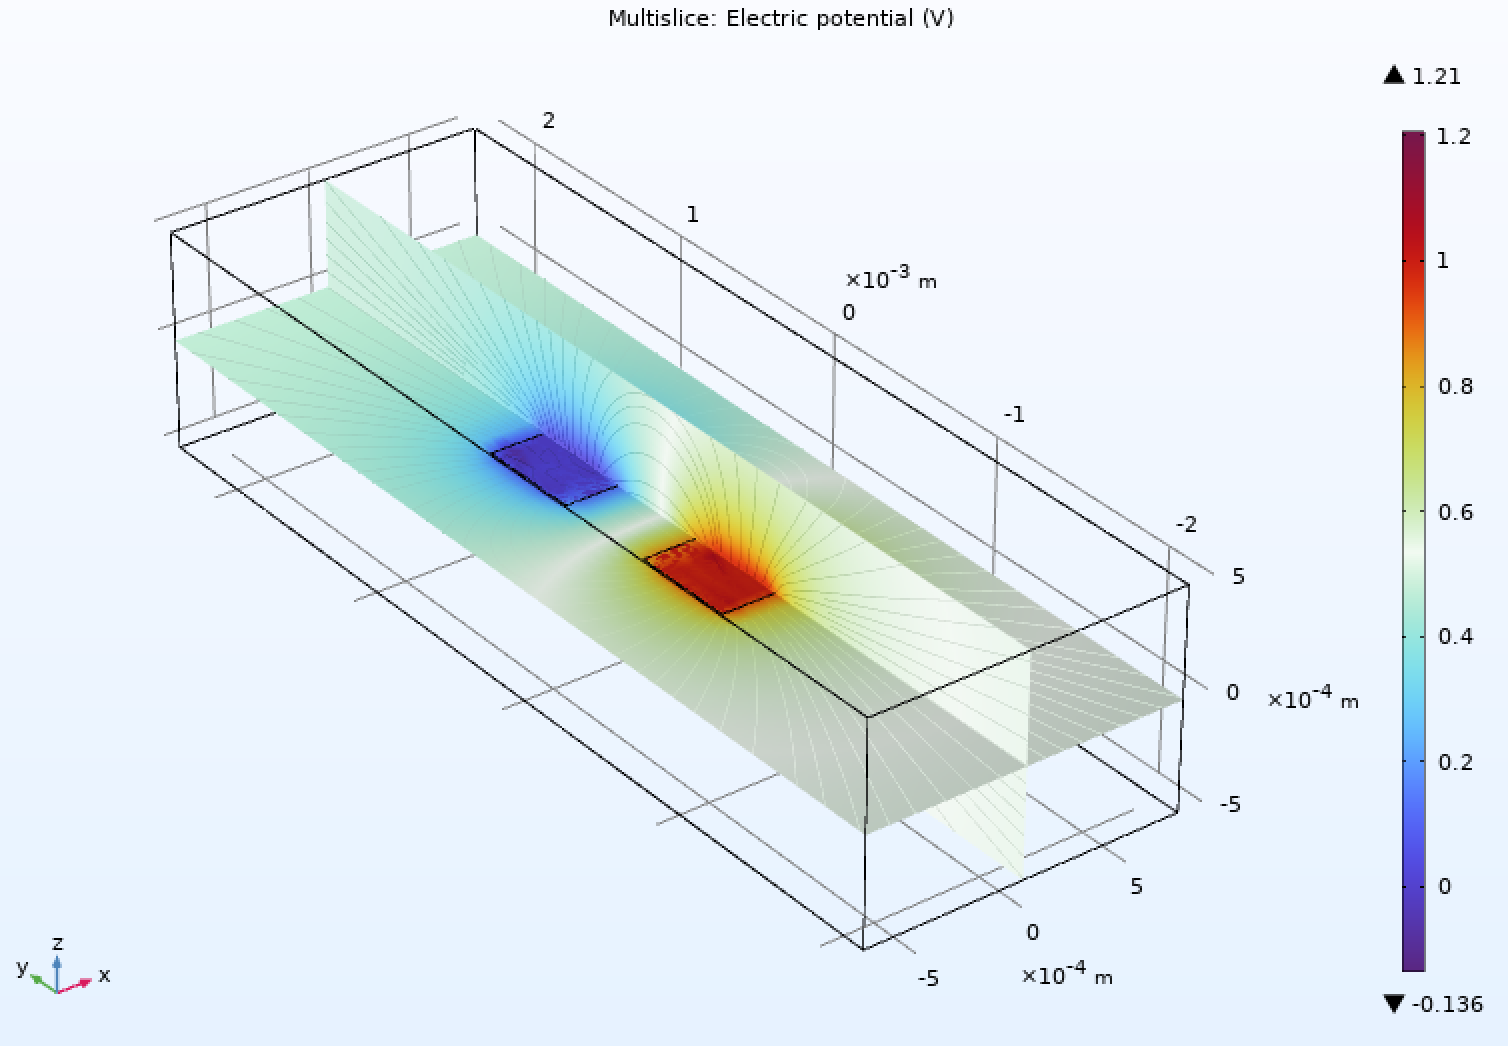 Multislice: Electric potential (V)
▲ 1.21
2
1.2
1
×10⁻³ m
0
1
-1
0.8
0.6
-2
5
0.4
0
×10⁻⁴ m
0.2
-5
5
0
0
-5
×10⁻⁴ m
z
y
x
▼ -0.136